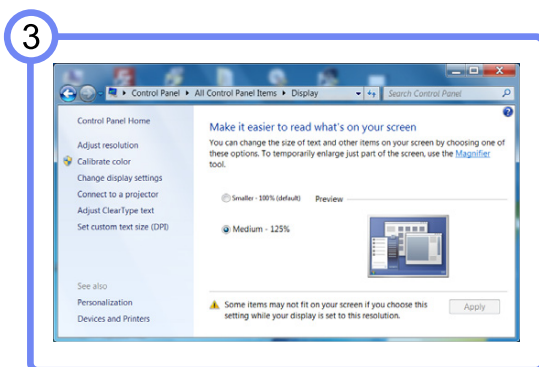 3
Control Panel ▸ All Control Panel Items ▸ Display
Search Control Panel
Control Panel Home
Adjust resolution
Calibrate color
Change display settings
Connect to a projector
Adjust ClearType text
Set custom text size (DPI)
See also
Personalization
Devices and Printers
Make it easier to read what's on your screen
You can change the size of text and other items on your screen by choosing one of
these options. To temporarily enlarge just part of the screen, use the Magnifier
tool.
Smaller - 100% (default)
Preview
Medium - 125%
Some items may not fit on your screen if you choose this
setting while your display is set to this resolution.
Apply